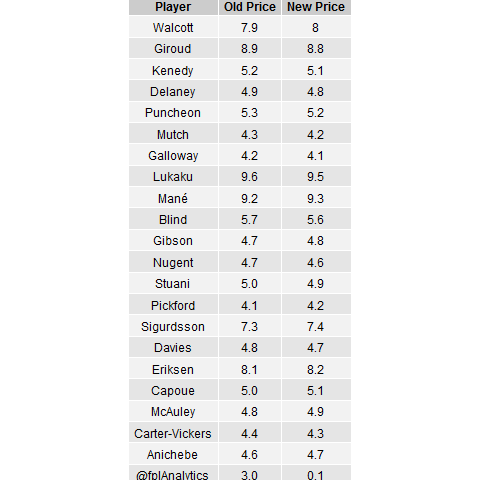 Player Old Price New Price
Walcott 7.9 8
Giroud 8.9 8.8
Kenedy 5.2 5.1
Delaney 4.9 4.8
Puncheon 5.3 5.2
Mutch 4.3 4.2
Galloway 4.2 4.1
Lukaku 9.6 9.5
Mané 9.2 9.3
Blind 5.7 5.6
Gibson 4.7 4.8
Nugent 4.7 4.6
Stuani 5.0 4.9
Pickford 4.1 4.2
Sigurdsson 7.3 7.4
Davies 4.8 4.7
Eriksen 8.1 8.2
Capoue 5.0 5.1
McAuley 4.8 4.9
Carter-Vickers 4.4 4.3
Anichebe 4.6 4.7
@fplAnalytics 3.0 0.1